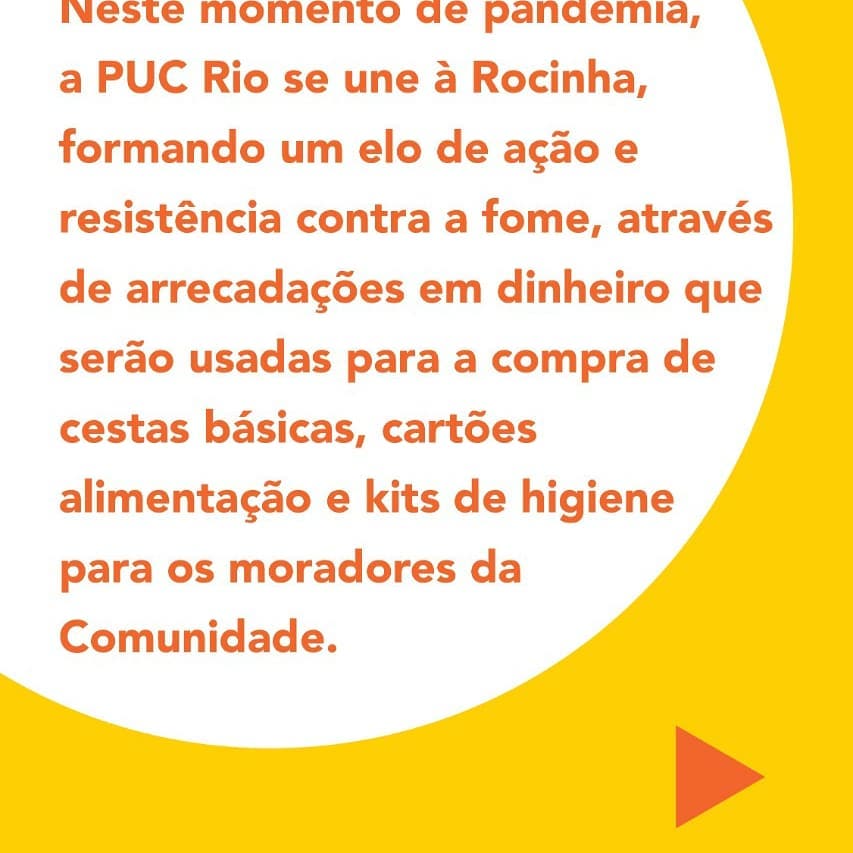 Neste momento de pandemia,
a PUC Rio se une à Rocinha,
formando um elo de ação e
resistência contra a fome, através
de arrecadações em dinheiro que
serão usadas para a compra de
cestas básicas, cartões
alimentação e kits de higiene
para os moradores da
Comunidade.